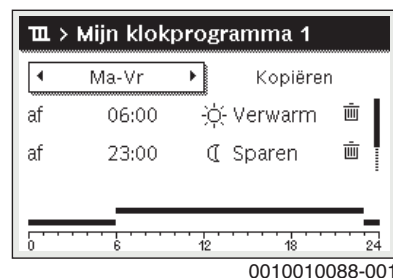 > Mijn klokprogramma 1
Ma-Vr Kopiëren
af 06:00 Verwarm
af 23:00 Sparen
0 6 12 18 24
0010010088-001